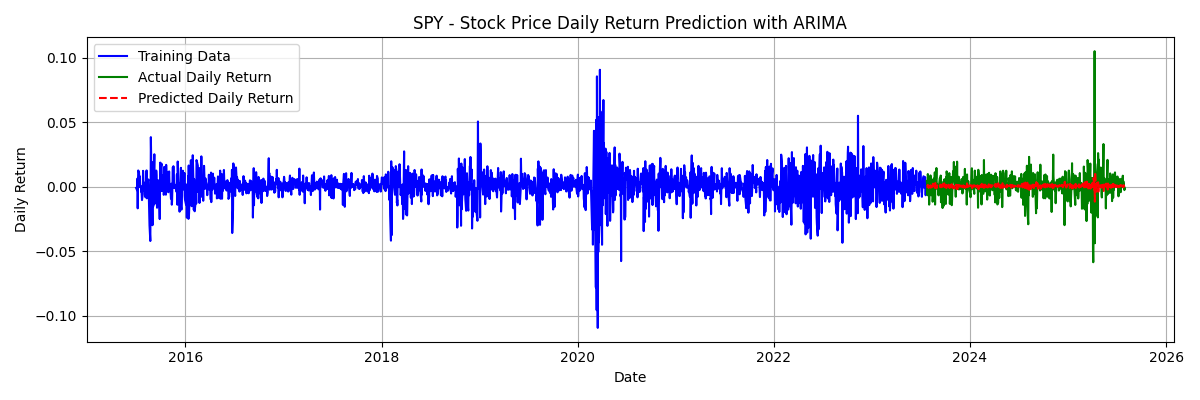 SPY - Stock Price Daily Return Prediction with ARIMA
Training Data
Actual Daily Return
Predicted Daily Return
Daily Return
0.10
0.05
0.00
−0.05
−0.10
2016
2018
2020
2022
2024
2026
Date